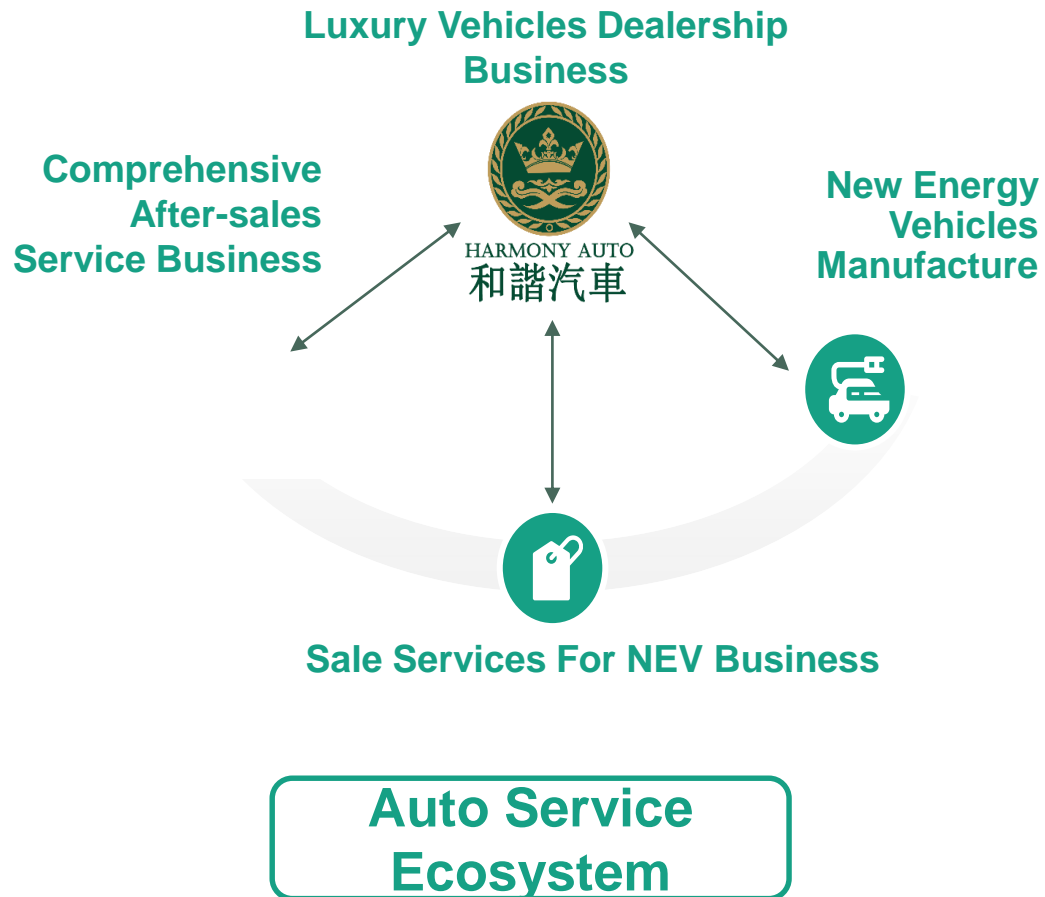 Luxury Vehicles Dealership
Business
Comprehensive
After-sales
Service Business
HARMONY AUTO
和諧汽車
New Energy
Vehicles
Manufacture
Sale Services For NEV Business
Auto Service
Ecosystem